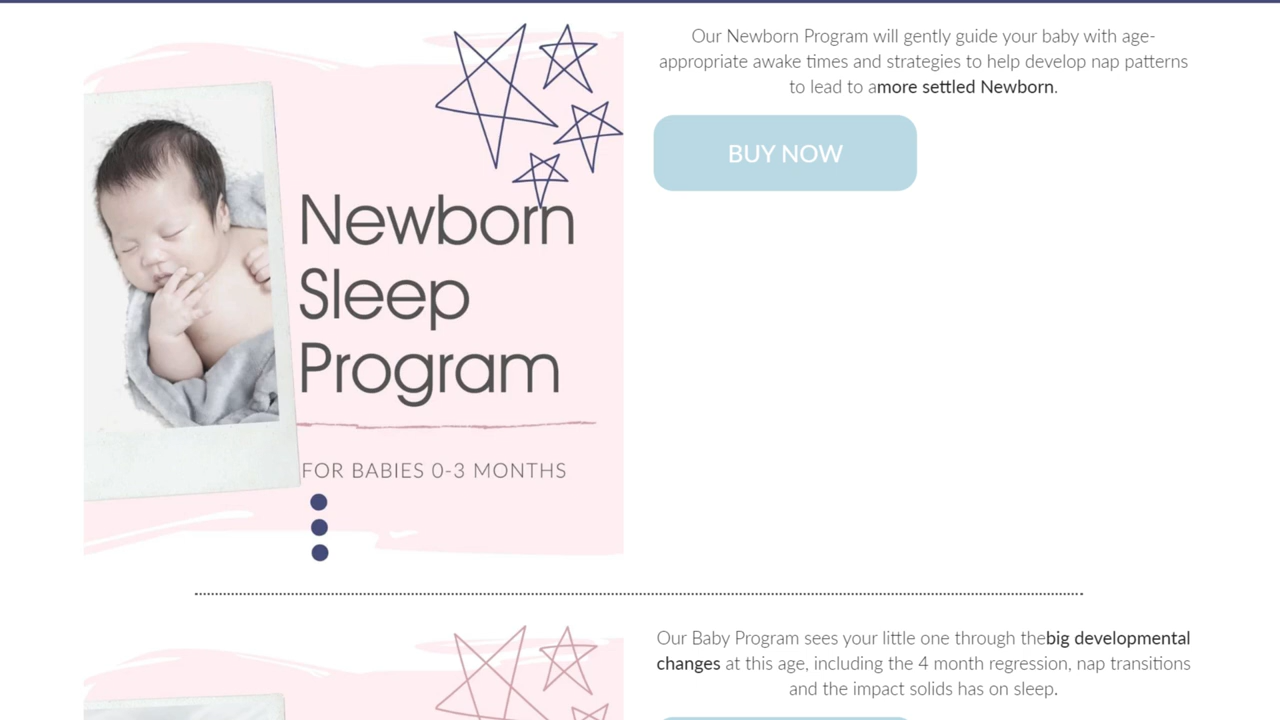 Our Newborn Program will gently guide your baby with age-
appropriate awake times and strategies to help develop nap patterns
to lead to amore settled Newborn.
BUY NOW
Newborn
Sleep
Program
FOR BABIES 0-3 MONTHS
Our Baby Program sees your little one through thebig developmental
changes at this age, including the 4 month regression, nap transitions
and the impact solids has on sleep.